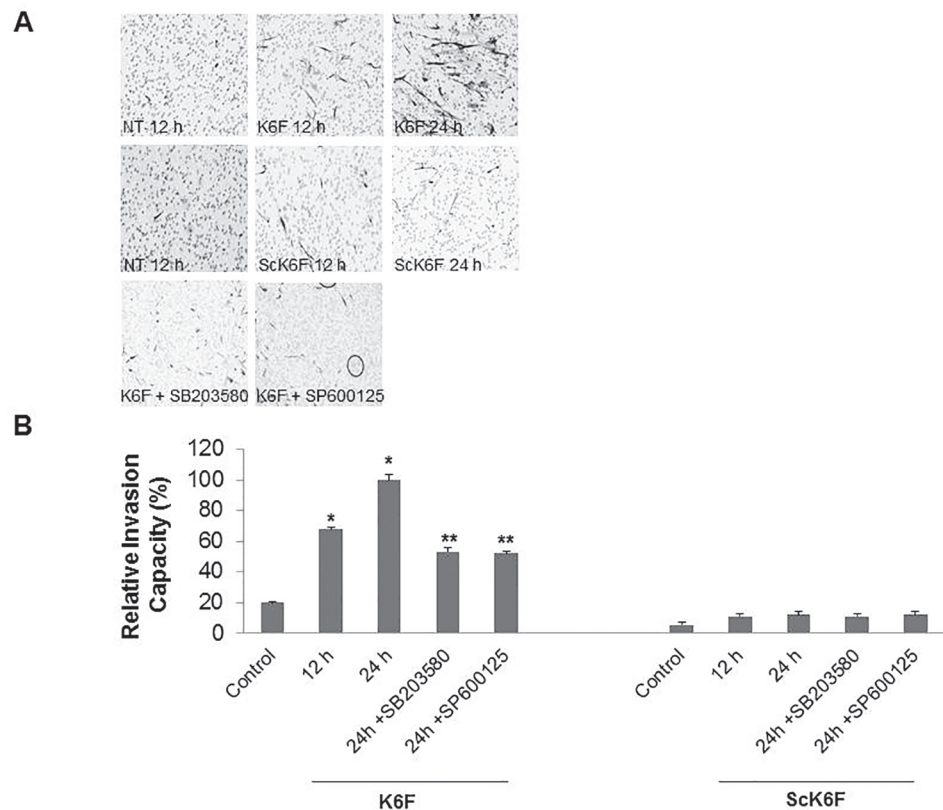 A
NT 12 h
K6F 12 h
K6F 24 h
NT 12 h
ScK6F 12 h
ScK6F 24 h
K6F + SB203580
K6F + SP600125
B
Relative Invasion
Capacity (%)
120
100
80
60
40
20
0
*
*
**
**
Control
12 h
24 h
24h +SB203580
24h +SP600125
Control
12 h
24 h
24h +SB203580
24h +SP600125
K6F
ScK6F